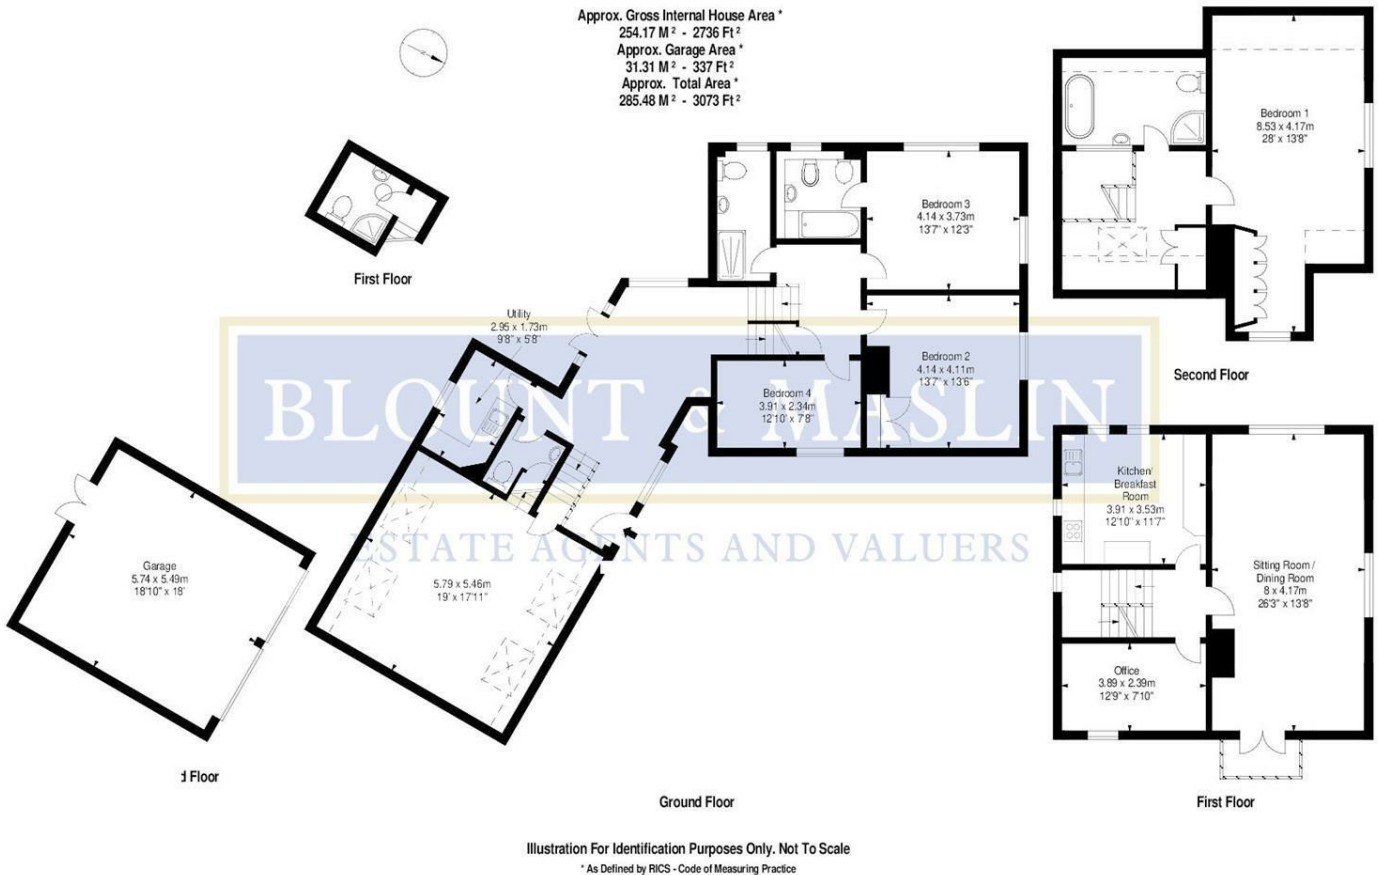 Approx. Gross Internal House Area *
254.17 M² - 2736 Ft²
Approx. Garage Area *
31.31 M² - 337 Ft²
Approx. Total Area *
285.48 M² - 3073 Ft²
First Floor
Utility
2.95 x 1.73m
9'8" x 5'8"
Bedroom 3
4.14 x 3.73m
13'7" x 12'3"
Bedroom 2
4.14 x 4.11m
13'7" x 13'6"
Bedroom 4
3.91 x 2.34m
12'10" x 7'8"
BLOUNT & MASLIN
ESTATE AGENTS AND VALUERS
5.79 x 5.46m
19' x 17'11"
Garage
5.74 x 5.49m
18'10" x 18'
d Floor
Ground Floor
Bedroom 1
8.53 x 4.17m
28' x 13'8"
Second Floor
Kitchen/
Breakfast
Room
3.91 x 3.53m
12'10" x 11'7"
Sitting Room /
Dining Room
8 x 4.17m
26'3" x 13'8"
Office
3.89 x 2.39m
12'9" x 7'10"
First Floor
Illustration For Identification Purposes Only. Not To Scale
* As Defined by RICS - Code of Measuring Practice